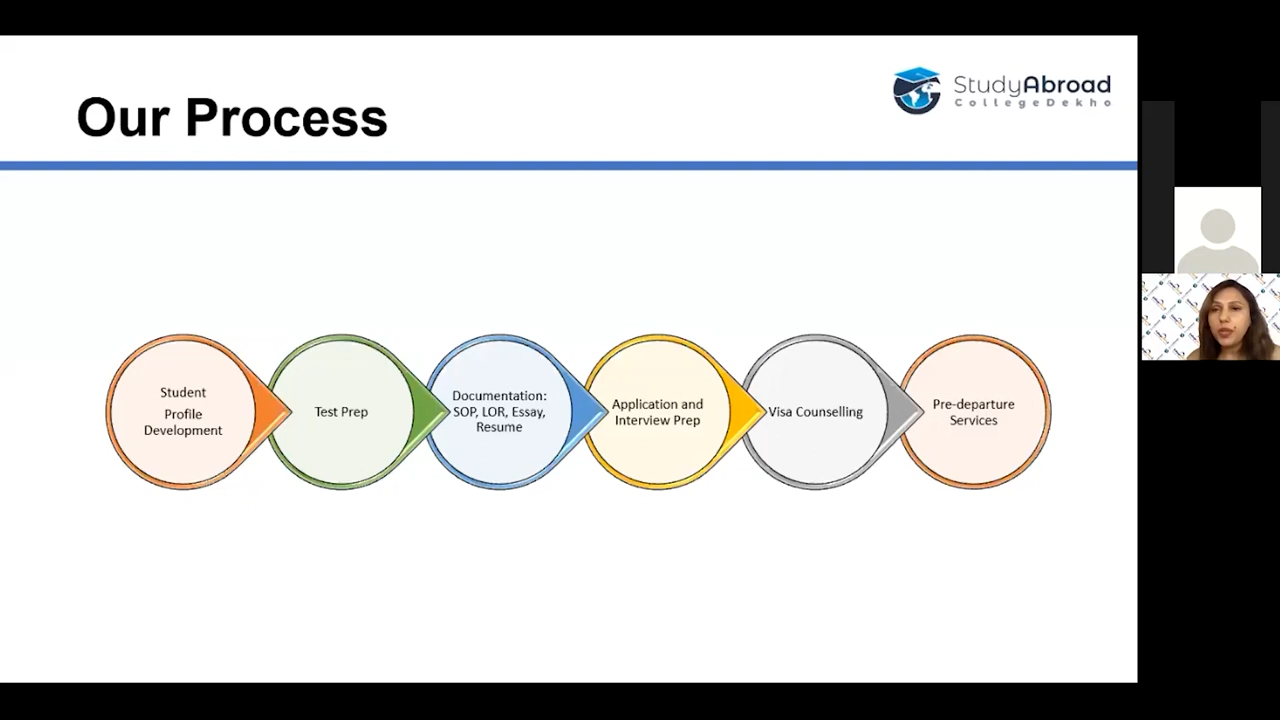 Our Process
StudyAbroad
CollegeDekho
Student
Profile
Development
Test Prep
Documentation:
SOP, LOR, Essay,
Resume
Application and
Interview Prep
Visa Counselling
Pre-departure
Services